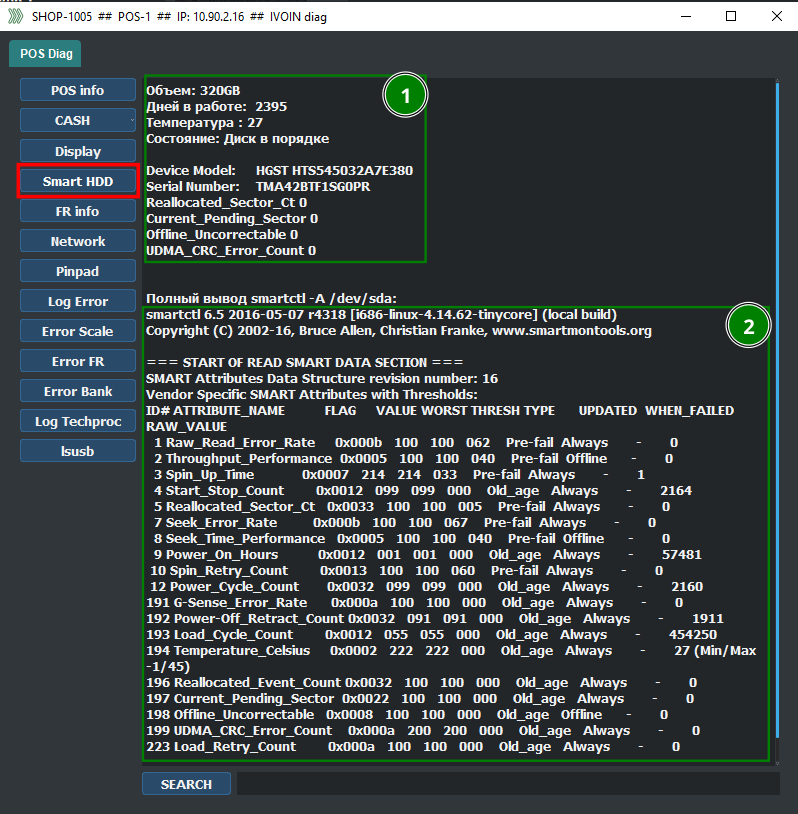 SHOP-1005 ## POS-1 ## IP: 10.90.2.16 ## IVOIN diag
POS Diag
POS info
CASH
Display
Smart HDD
FR info
Network
Pinpad
Log Error
Error Scale
Error FR
Error Bank
Log Techproc
lsusb
1
Объем: 320GB
Дней в работе: 2395
Температура : 27
Состояние: Диск в порядке
Device Model: HGST HTS545032A7E380
Serial Number: TMA42BTF1SG0PR
Reallocated_Sector_Ct 0
Current_Pending_Sector 0
Offline_Uncorrectable 0
UDMA_CRC_Error_Count 0
Полный вывод smartctl -A /dev/sda:
2
smartctl 6.5 2016-05-07 r4318 [i686-linux-4.14.62-tinycore] (local build)
Copyright (C) 2002-16, Bruce Allen, Christian Franke, www.smartmontools.org
=== START OF READ SMART DATA SECTION ===
SMART Attributes Data Structure revision number: 16
Vendor Specific SMART Attributes with Thresholds:
ID# ATTRIBUTE_NAME FLAG VALUE WORST THRESH TYPE UPDATED WHEN_FAILED
RAW_VALUE
1 Raw_Read_Error_Rate 0x000b 100 100 062 Pre-fail Always - 0
2 Throughput_Performance 0x0005 100 100 040 Pre-fail Offline - 0
3 Spin_Up_Time 0x0007 214 214 033 Pre-fail Always - 1
4 Start_Stop_Count 0x0012 099 099 000 Old_age Always - 2164
5 Reallocated_Sector_Ct 0x0033 100 100 005 Pre-fail Always - 0
7 Seek_Error_Rate 0x000b 100 100 067 Pre-fail Always - 0
8 Seek_Time_Performance 0x0005 100 100 040 Pre-fail Offline - 0
9 Power_On_Hours 0x0012 001 001 000 Old_age Always - 57481
10 Spin_Retry_Count 0x0013 100 100 060 Pre-fail Always - 0
12 Power_Cycle_Count 0x0032 099 099 000 Old_age Always - 2160
191 G-Sense_Error_Rate 0x000a 100 100 000 Old_age Always - 0
192 Power-Off_Retract_Count 0x0032 091 091 000 Old_age Always - 1911
193 Load_Cycle_Count 0x0012 055 055 000 Old_age Always - 454250
194 Temperature_Celsius 0x0002 222 222 000 Old_age Always - 27 (Min/Max
-1/45)
196 Reallocated_Event_Count 0x0032 100 100 000 Old_age Always - 0
197 Current_Pending_Sector 0x0022 100 100 000 Old_age Always - 0
198 Offline_Uncorrectable 0x0008 100 100 000 Old_age Offline - 0
199 UDMA_CRC_Error_Count 0x000a 200 200 000 Old_age Always - 0
223 Load_Retry_Count 0x000a 100 100 000 Old_age Always - 0
SEARCH